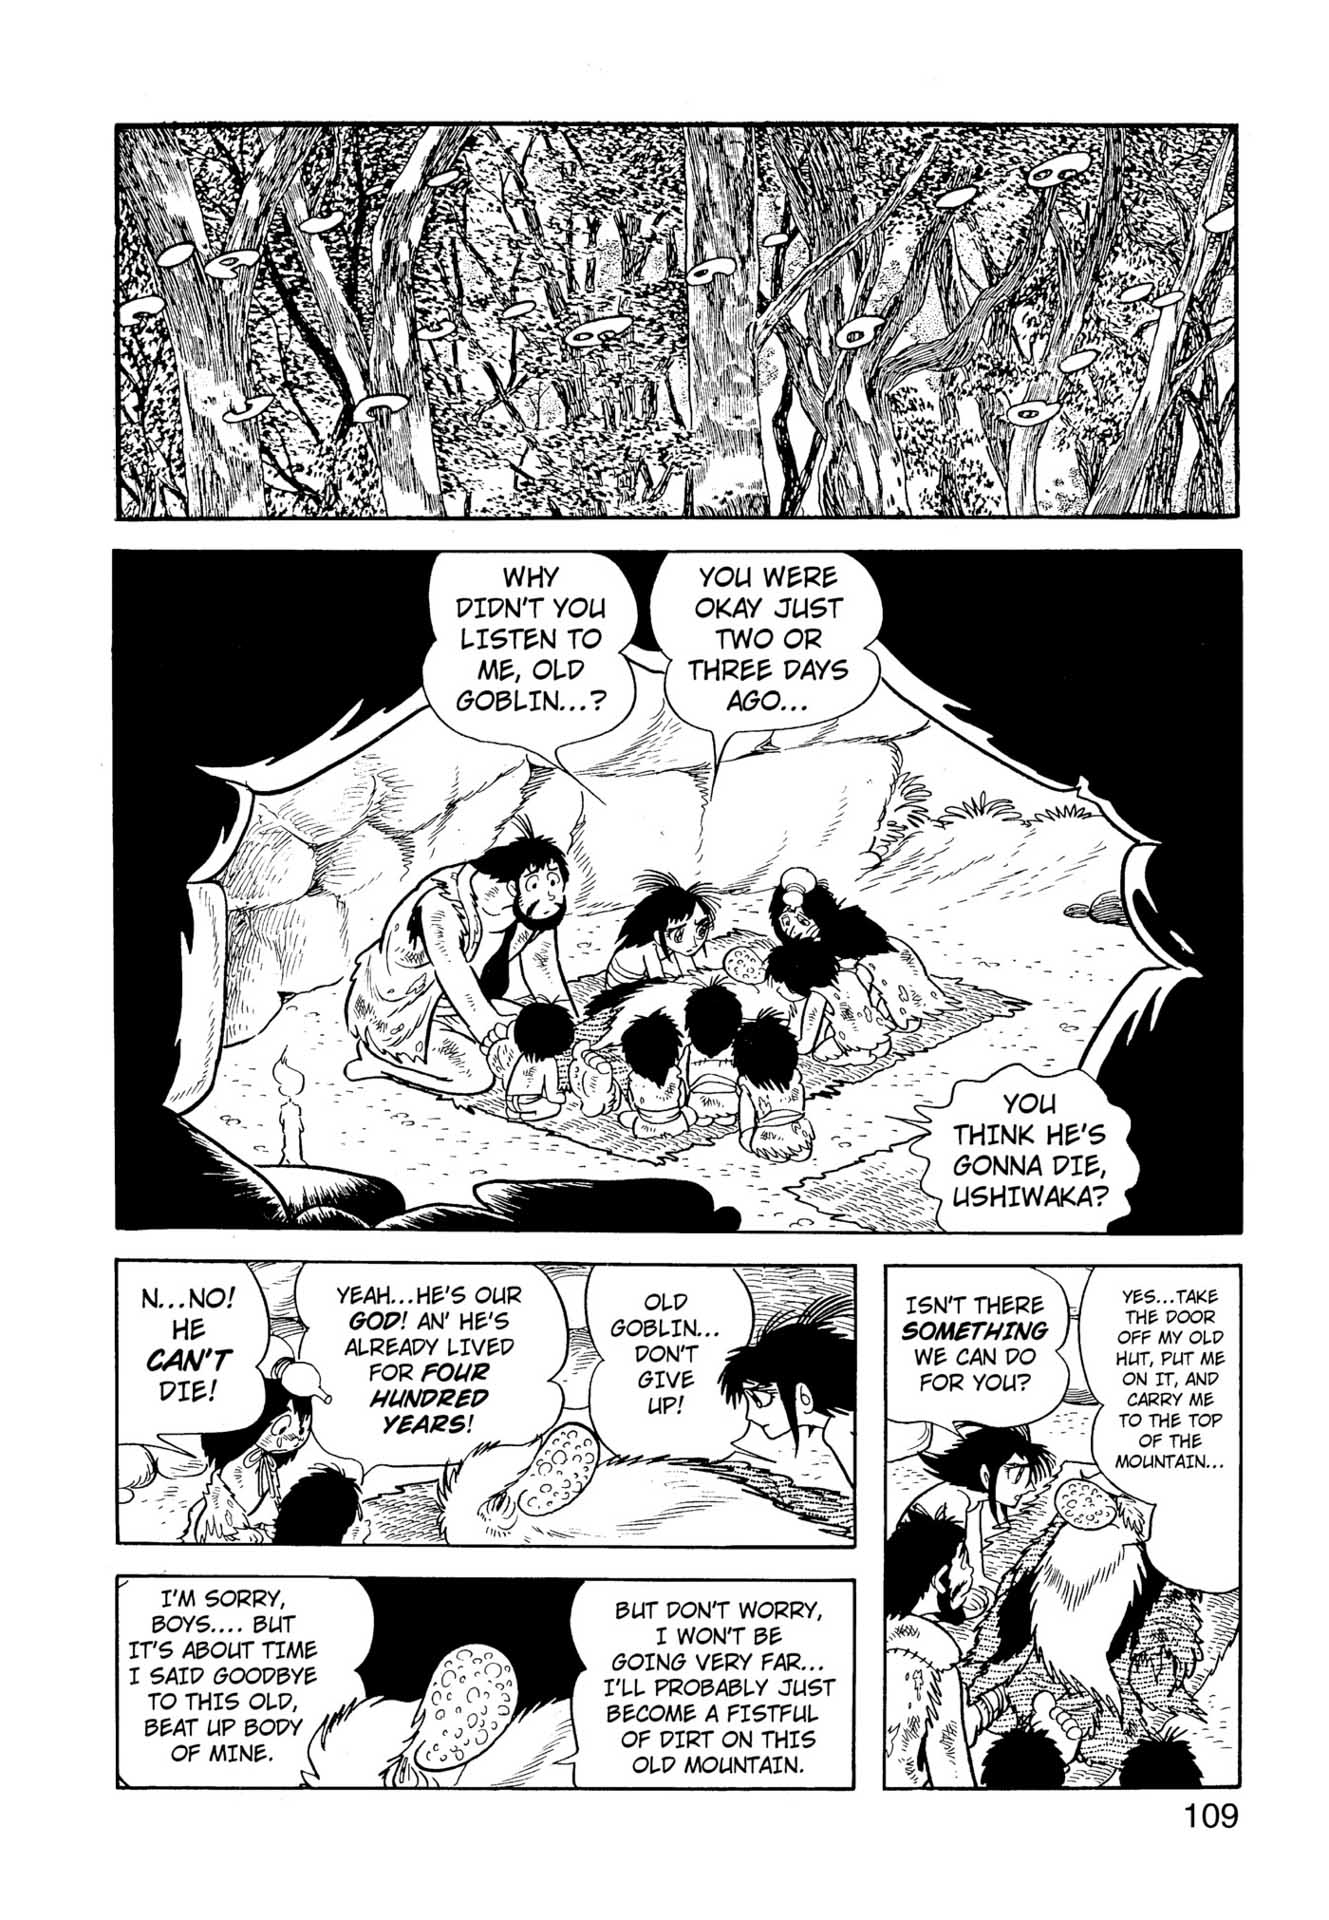 WHY
DIDN'T YOU
LISTEN TO
ME, OLD
GOBLIN...?
YOU WERE
OKAY JUST
TWO OR
THREE DAYS
AGO...
YOU
THINK HE'S
GONNA DIE,
USHIWAKA?
N...NO!
HE
CAN'T
DIE!
YEAH...HE'S OUR
GOD! AN' HE'S
ALREADY LIVED
FOR FOUR
HUNDRED
YEARS!
OLD
GOBLIN...
DON'T
GIVE
UP!
I'M SORRY,
BOYS.... BUT
IT'S ABOUT TIME
I SAID GOODBYE
TO THIS OLD,
BEAT UP BODY
OF MINE.
BUT DON'T WORRY,
I WON'T BE
GOING VERY FAR...
I'LL PROBABLY JUST
BECOME A FISTFUL
OF DIRT ON THIS
OLD MOUNTAIN.
ISN'T THERE
SOMETHING
WE CAN DO
FOR YOU?
YES...TAKE
THE DOOR
OFF MY OLD
HUT, PUT ME
ON IT, AND
CARRY ME
TO THE TOP
OF THE
MOUNTAIN...
109